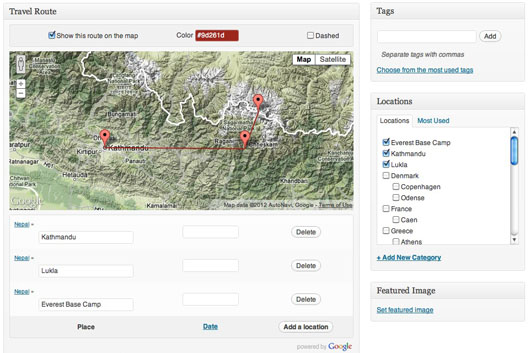 Travel Route
Show this route on the map
Color
#9d261d
Dashed
Map
Satellite
Kathmandu
Kirtipur
Panauti
Hetauda
Kamalamai
Khandbari
Ratnanagar
Map data ©2012 AutoNavi, Google - Terms of Use
Google
Nepal »
Kathmandu
Delete
Nepal »
Lukla
Delete
Nepal »
Everest Base Camp
Delete
Place
Date
Add a location
powered by Google
Tags
Add
Separate tags with commas
Choose from the most used tags
Locations
Locations
Most Used
Everest Base Camp
Kathmandu
Lukla
Denmark
Copenhagen
Odense
France
Caen
Greece
Athens
+ Add New Category
Featured Image
Set featured image